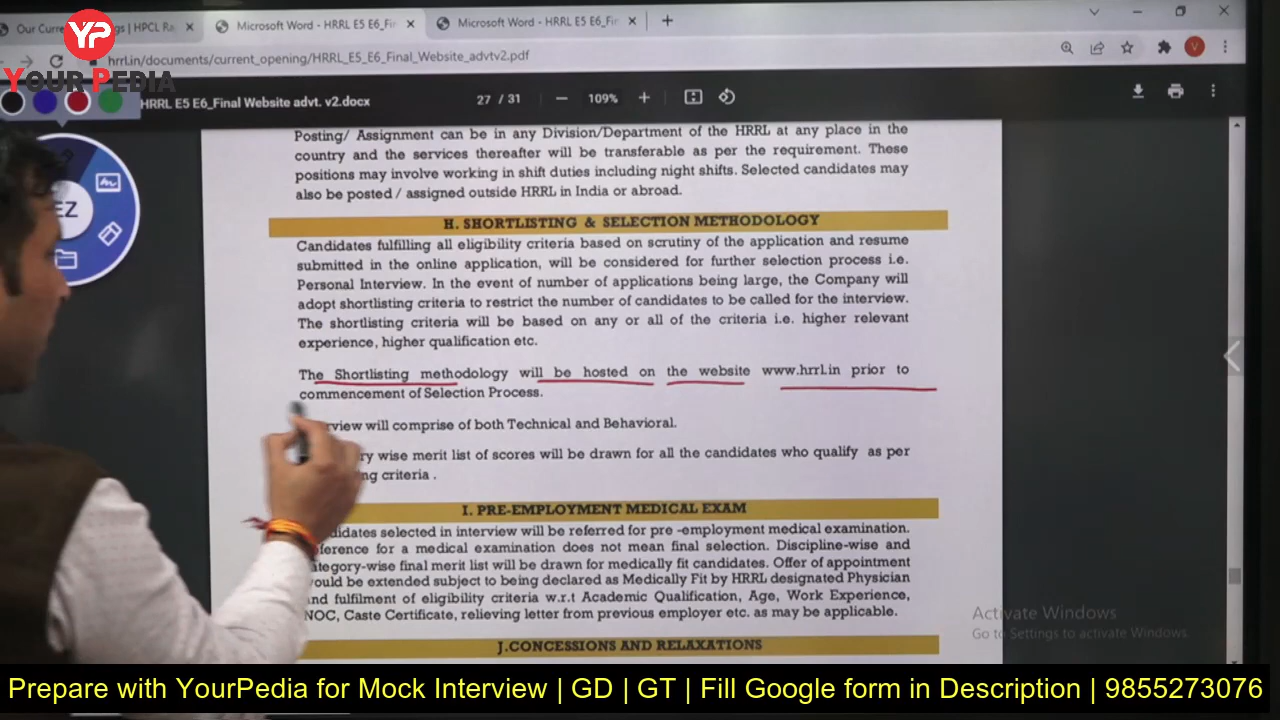 Our Curre
gs | HPCL Ra
Microsoft Word - HRRL E5 E6_Fir
Microsoft Word - HRRL E5 E6_Fir
YP
YOUR PEDIA
hrrl.in/documents/current_opening/HRRL_E5_E6_Final_Website_advtv2.pdf
V
HRRL E5 E6_Final Website advt. v2.docx
27 / 31
109%
EZ
Posting/ Assignment can be in any Division/Department of the HRRL at any place in the
country and the services thereafter will be transferable as per the requirement. These
positions may involve working in shift duties including night shifts. Selected candidates may
also be posted / assigned outside HRRL in India or abroad.
H. SHORTLISTING & SELECTION METHODOLOGY
Candidates fulfilling all eligibility criteria based on scrutiny of the application and resume
submitted in the online application, will be considered for further selection process i.e.
Personal Interview. In the event of number of applications being large, the Company will
adopt shortlisting criteria to restrict the number of candidates to be called for the interview.
The shortlisting criteria will be based on any or all of the criteria i.e. higher relevant
experience, higher qualification etc.
The Shortlisting methodology will be hosted on the website www.hrrl.in prior to
commencement of Selection Process.
rview will comprise of both Technical and Behavioral.
ry wise merit list of scores will be drawn for all the candidates who qualify as per
ng criteria .
I. PRE-EMPLOYMENT MEDICAL EXAM
didates selected in interview will be referred for pre -employment medical examination.
ference for a medical examination does not mean final selection. Discipline-wise and
ategory-wise final merit list will be drawn for medically fit candidates. Offer of appointment
ould be extended subject to being declared as Medically Fit by HRRL designated Physician
and fulfilment of eligibility criteria w.r.t Academic Qualification, Age, Work Experience,
NOC, Caste Certificate, relieving letter from previous employer etc. as may be applicable.
J.CONCESSIONS AND RELAXATIONS
Activate Windows
Go to Settings to activate Windows.
Prepare with YourPedia for Mock Interview | GD | GT | Fill Google form in Description | 9855273076